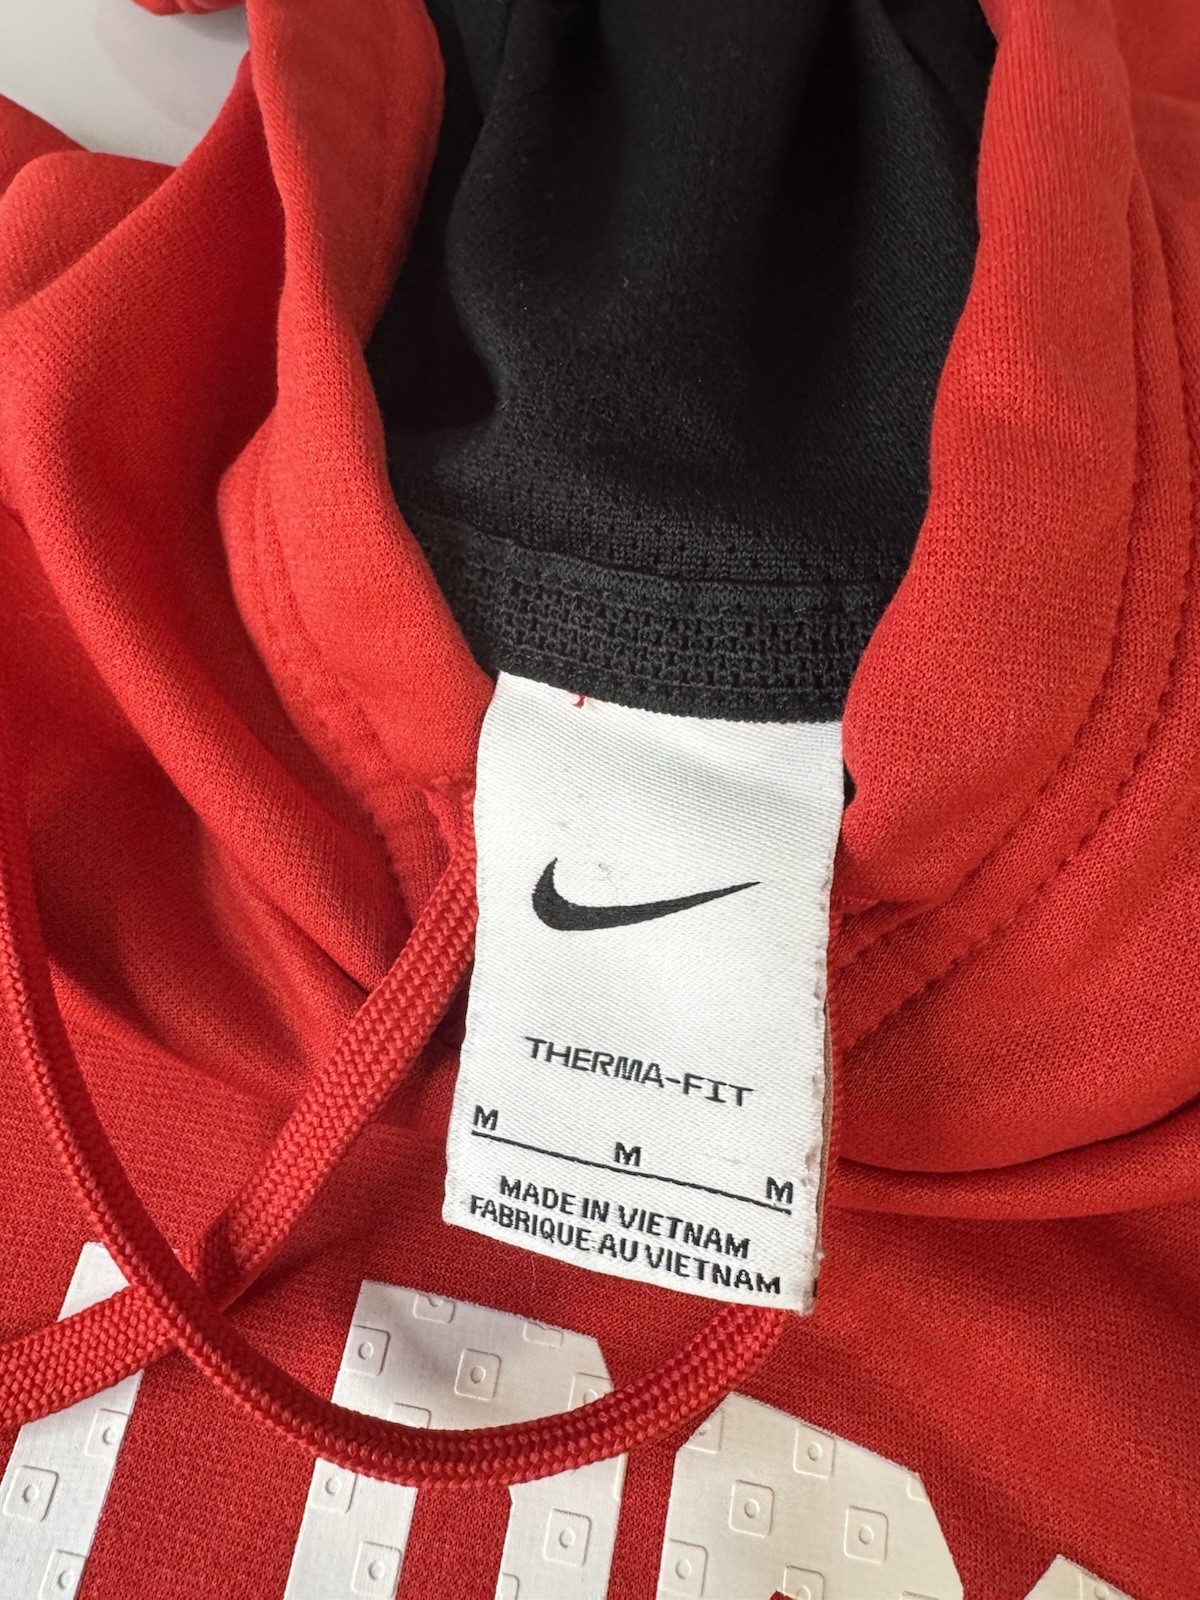 THERMA-FIT
M M M
MADE IN VIETNAM
FABRIQUE AU VIETNAM